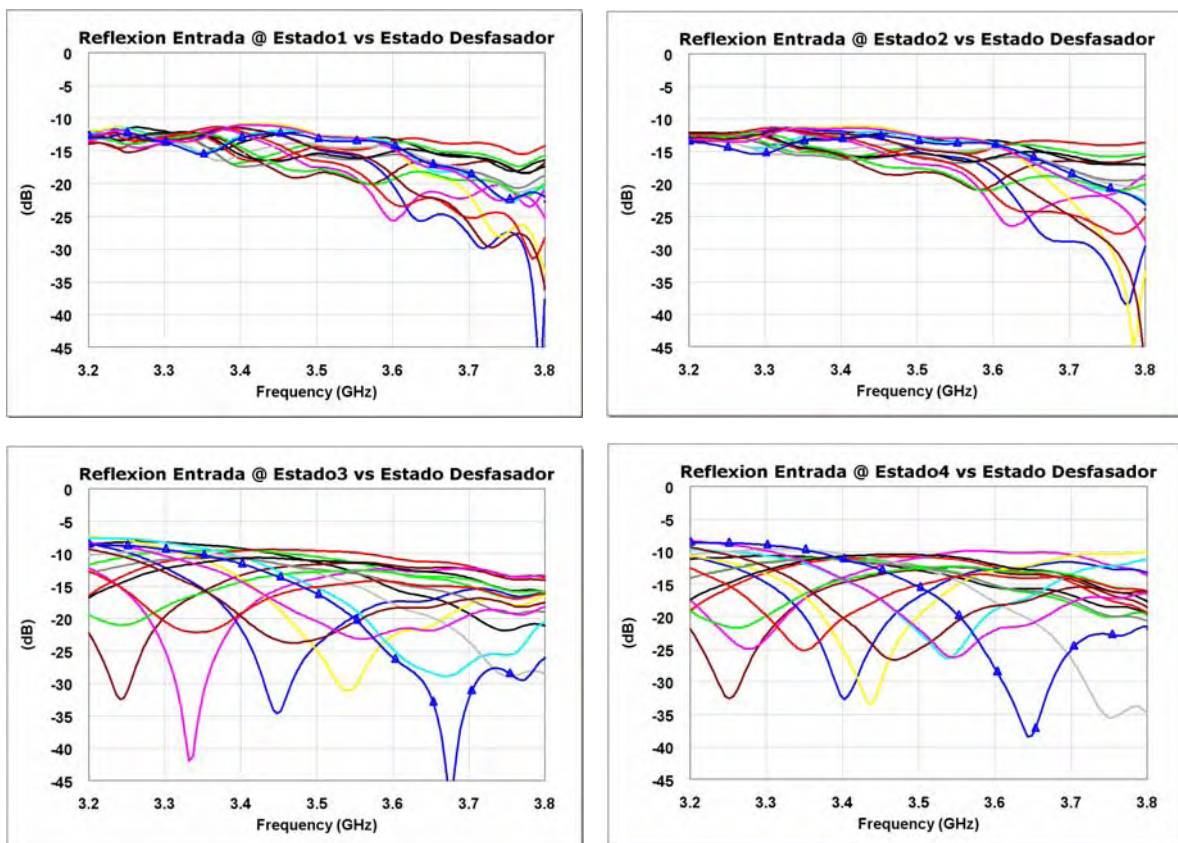 Reflexion Entrada @ Estado1 vs Estado Desfasador
0
-5
-10
-15
-20
-25
-30
-35
-40
-45
(dB)
3.2 3.3 3.4 3.5 3.6 3.7 3.8
Frequency (GHz)
Reflexion Entrada @ Estado2 vs Estado Desfasador
0
-5
-10
-15
-20
-25
-30
-35
-40
-45
(dB)
3.2 3.3 3.4 3.5 3.6 3.7 3.8
Frequency (GHz)
Reflexion Entrada @ Estado3 vs Estado Desfasador
0
-5
-10
-15
-20
-25
-30
-35
-40
-45
(dB)
3.2 3.3 3.4 3.5 3.6 3.7 3.8
Frequency (GHz)
Reflexion Entrada @ Estado4 vs Estado Desfasador
0
-5
-10
-15
-20
-25
-30
-35
-40
-45
(dB)
3.2 3.3 3.4 3.5 3.6 3.7 3.8
Frequency (GHz)